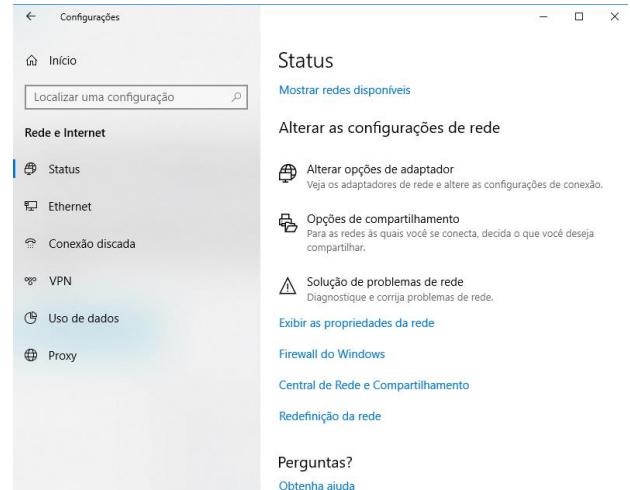 Configurações
Início
Localizar uma configuração
Rede e Internet
Status
Ethernet
Conexão discada
VPN
Uso de dados
Proxy
Status
Mostrar redes disponíveis
Alterar as configurações de rede
Alterar opções de adaptador
Veja os adaptadores de rede e altere as configurações de conexão.
Opções de compartilhamento
Para as redes às quais você se conecta, decida o que você deseja
compartilhar.
Solução de problemas de rede
Diagnostique e corrija problemas de rede.
Exibir as propriedades da rede
Firewall do Windows
Central de Rede e Compartilhamento
Redefinição da rede
Perguntas?
Obtenha ajuda